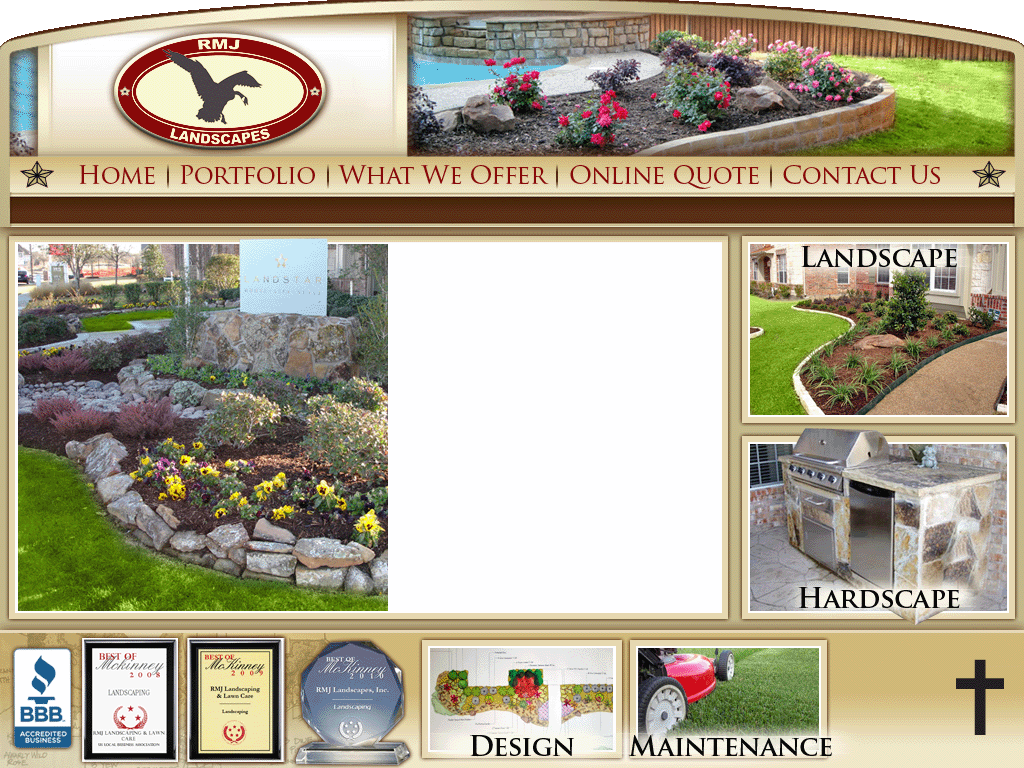 RMJ
LANDSCAPES
Home | Portfolio | What We Offer | Online Quote | Contact Us
LANDSTAR
Landscape
Hardscape
BBB
ACCREDITED
BUSINESS
BEST OF
Mckinney
2008
LANDSCAPING
RMJ LANDSCAPING & LAWN
CARE
BEST OF
McKinney
2009
RMJ Landscaping
& Lawn Care
Landscaping
BEST OF
McKinney
2010
RMJ Landscapes, Inc.
Landscaping
Design
Maintenance